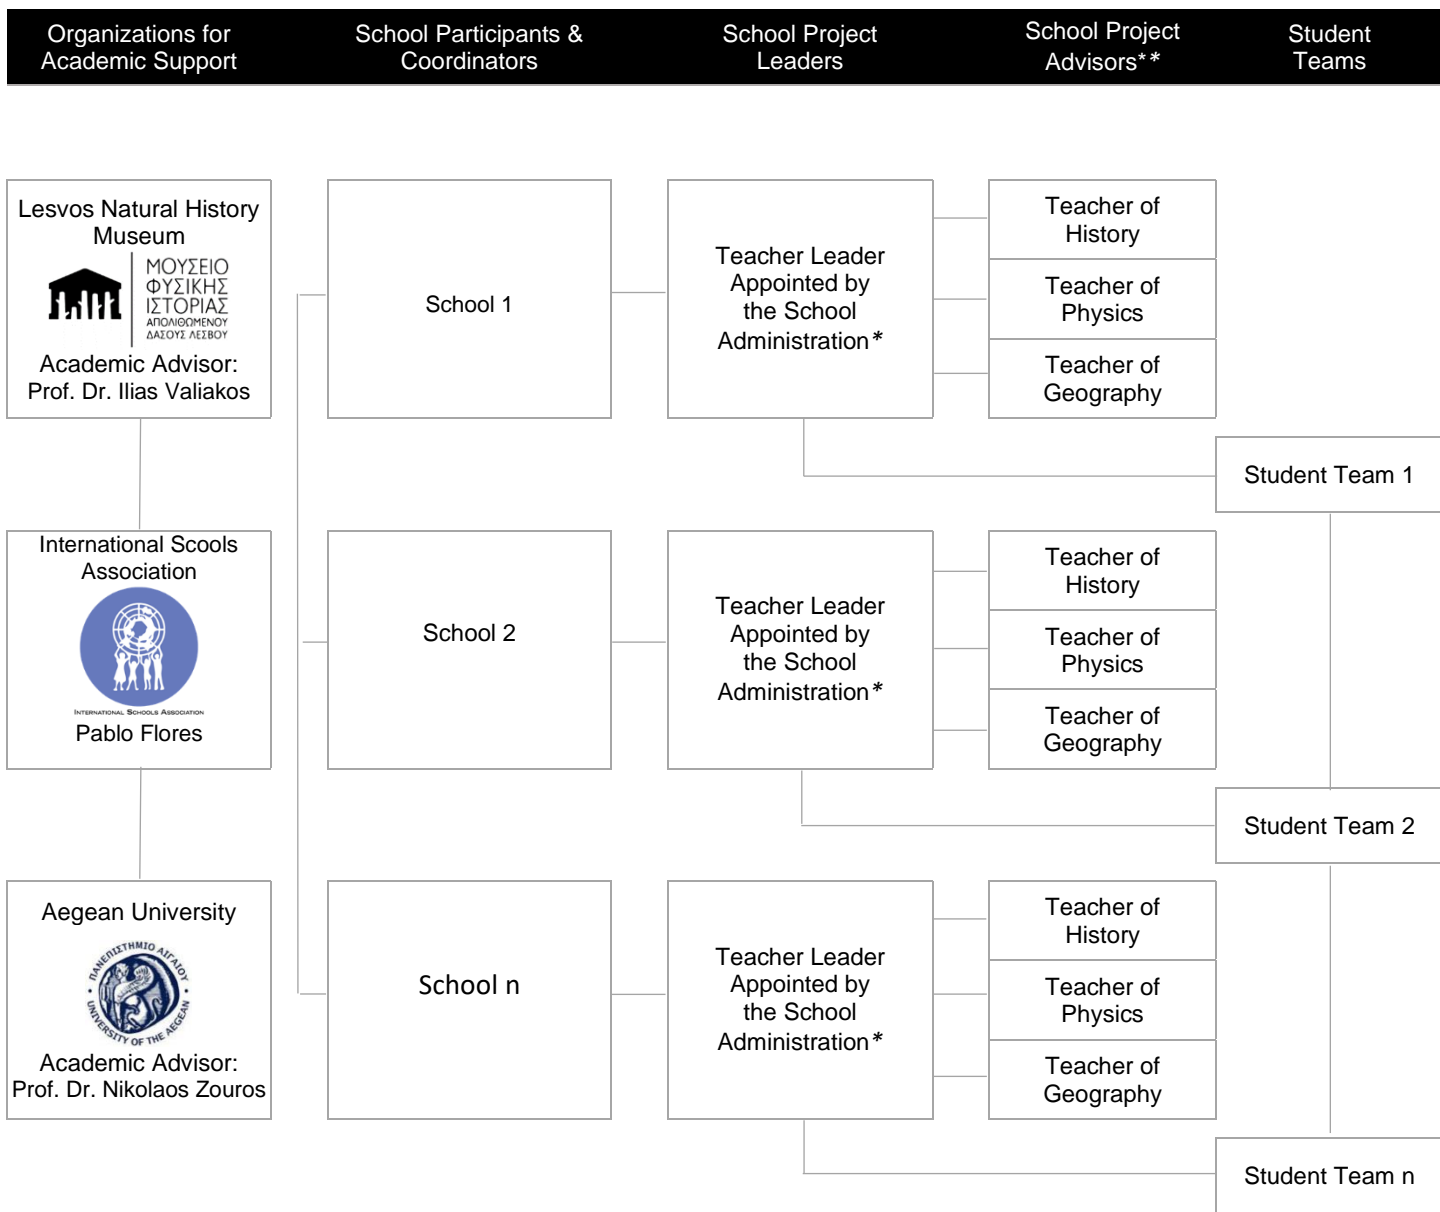 Organizations for
Academic Support
School Participants &
Coordinators
School Project
Leaders
School Project
Advisors**
Student
Teams
Lesvos Natural History
Museum
ΜΟΥΣΕΙΟ
ΦΥΣΙΚΗΣ
ΙΣΤΟΡΙΑΣ
ΑΠΟΛΙΘΩΜΕΝΟΥ
ΔΑΣΟΥΣ ΛΕΣΒΟΥ
Academic Advisor:
Prof. Dr. Ilias Valiakos
School 1
Teacher Leader
Appointed by
the School
Administration*
Teacher of
History
Teacher of
Physics
Teacher of
Geography
Student Team 1
International Scools
Association
INTERNATIONAL SCHOOLS ASSOCIATION
Pablo Flores
School 2
Teacher Leader
Appointed by
the School
Administration*
Teacher of
History
Teacher of
Physics
Teacher of
Geography
Student Team 2
Aegean University
ΠΑΝΕΠΙΣΤΗΜΙΟ ΑΙΓΑΙΟΥ
UNIVERSITY OF THE AEGEAN
Academic Advisor:
Prof. Dr. Nikolaos Zouros
School n
Teacher Leader
Appointed by
the School
Administration*
Teacher of
History
Teacher of
Physics
Teacher of
Geography
Student Team n